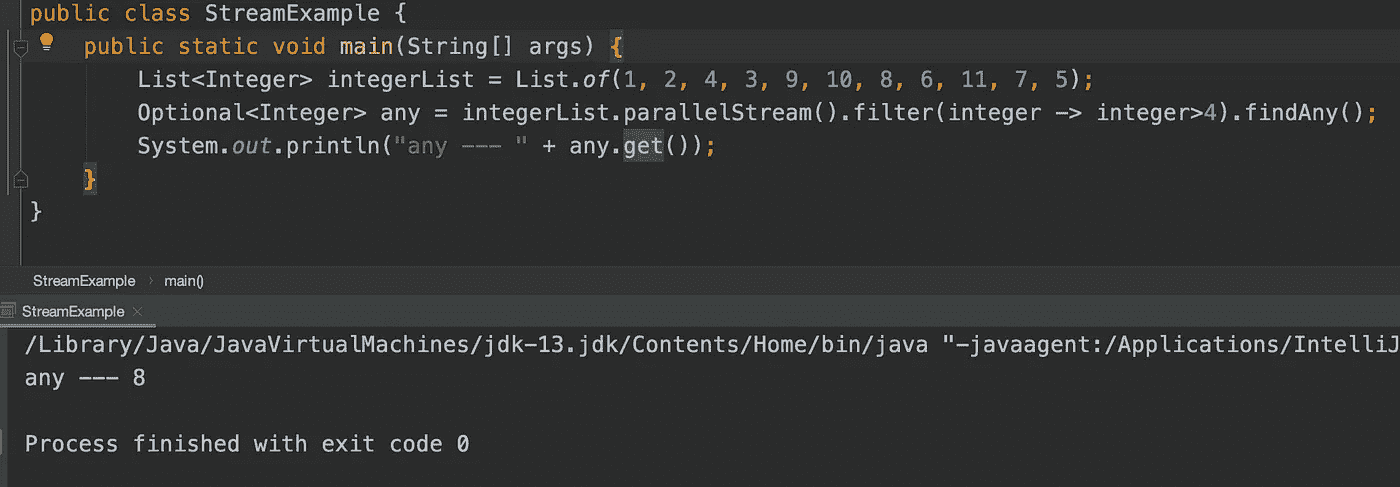 public class StreamExample {
public static void main(String[] args) {
List<Integer> integerList = List.of(1, 2, 4, 3, 9, 10, 8, 6, 11, 7, 5);
Optional<Integer> any = integerList.parallelStream().filter(integer -> integer>4).findAny();
System.out.println("any --- " + any.get());
}
}
StreamExample › main()
StreamExample ×
/Library/Java/JavaVirtualMachines/jdk-13.jdk/Contents/Home/bin/java "-javaagent:/Applications/IntelliJ
any --- 8
Process finished with exit code 0